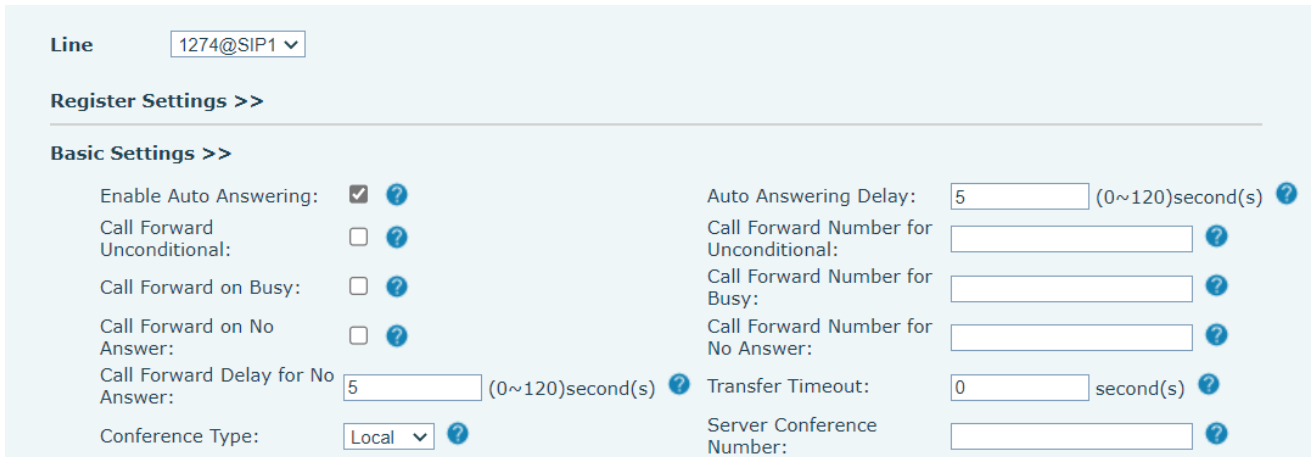 Line 1274@SIP1
Register Settings >>
Basic Settings >>
Enable Auto Answering: ? Auto Answering Delay: 5 (0~120)second(s) ?
Call Forward
Unconditional: ?
Call Forward Number for
Unconditional: ?
Call Forward on Busy: ?
Call Forward Number for
Busy: ?
Call Forward on No
Answer: ?
Call Forward Number for
No Answer: ?
Call Forward Delay for No
Answer: 5 (0~120)second(s) ?
Transfer Timeout: 0 second(s) ?
Conference Type: Local ?
Server Conference
Number: ?